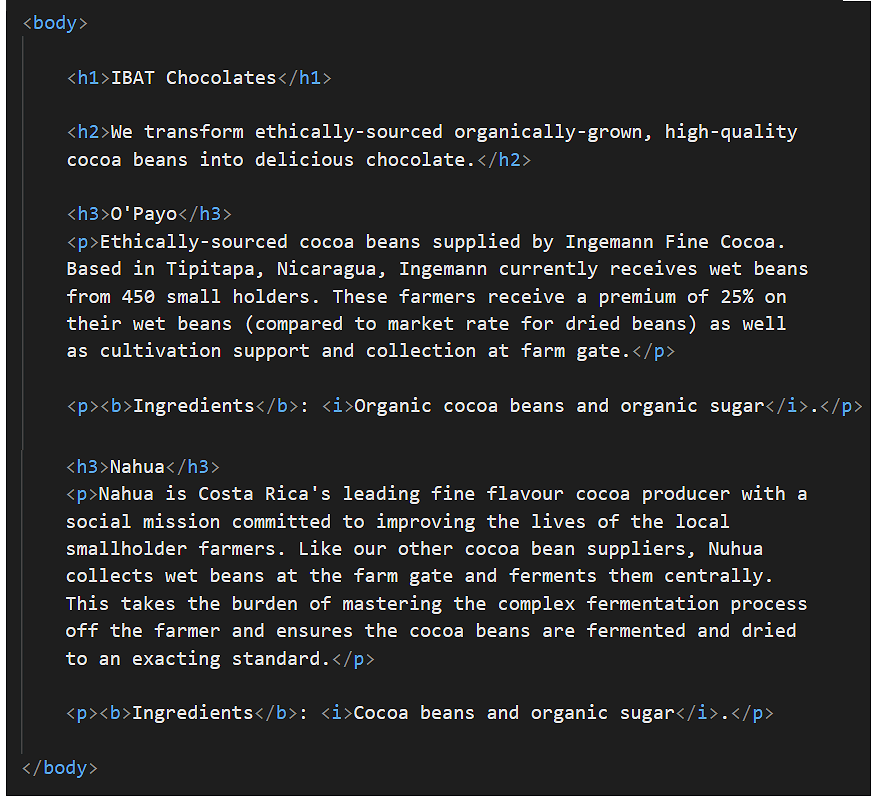 <body>
<h1>IBAT Chocolates</h1>
<h2>We transform ethically-sourced organically-grown, high-quality
cocoa beans into delicious chocolate.</h2>
<h3>O'Payo</h3>
<p>Ethically-sourced cocoa beans supplied by Ingemann Fine Cocoa.
Based in Tipitapa, Nicaragua, Ingemann currently receives wet beans
from 450 small holders. These farmers receive a premium of 25% on
their wet beans (compared to market rate for dried beans) as well
as cultivation support and collection at farm gate.</p>
<p><b>Ingredients</b>: <i>Organic cocoa beans and organic sugar</i>.</p>
<h3>Nahua</h3>
<p>Nahua is Costa Rica's leading fine flavour cocoa producer with a
social mission committed to improving the lives of the local
smallholder farmers. Like our other cocoa bean suppliers, Nuhua
collects wet beans at the farm gate and ferments them centrally.
This takes the burden of mastering the complex fermentation process
off the farmer and ensures the cocoa beans are fermented and dried
to an exacting standard.</p>
<p><b>Ingredients</b>: <i>Cocoa beans and organic sugar</i>.</p>
</body>